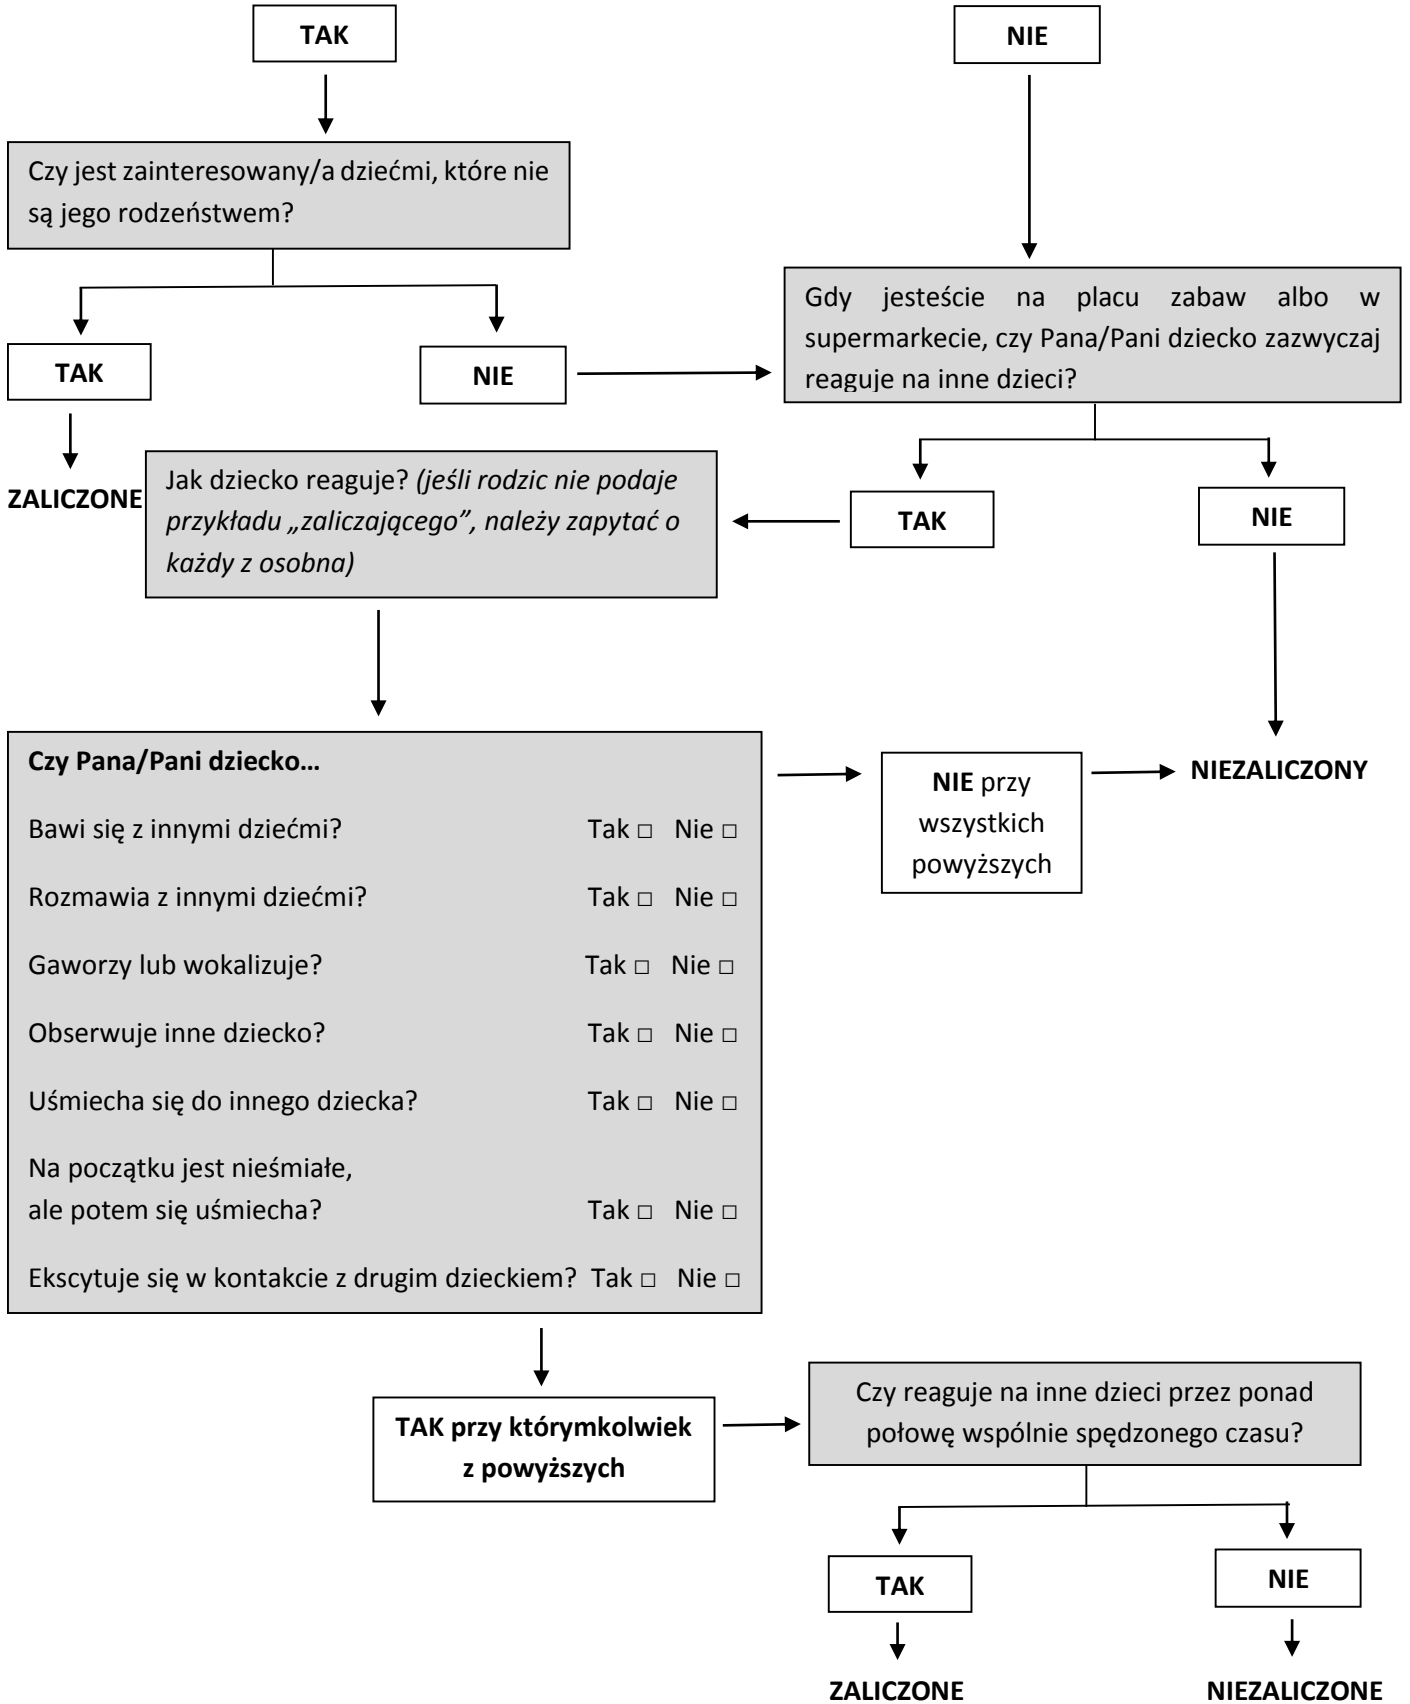 TAK
NIE
Czy jest zainteresowany/a dziećmi, które nie
są jego rodzeństwem?
Gdy jesteście na placu zabaw albo w
supermarkecie, czy Pana/Pani dziecko zazwyczaj
reaguje na inne dzieci?
TAK
NIE
ZALICZONE
Jak dziecko reaguje? (jeśli rodzic nie podaje
przykładu „zaliczającego”, należy zapytać o
każdy z osobna)
TAK
NIE
Czy Pana/Pani dziecko…
Bawi się z innymi dziećmi? Tak □ Nie □
Rozmawia z innymi dziećmi? Tak □ Nie □
Gaworzy lub wokalizuje? Tak □ Nie □
Obserwuje inne dziecko? Tak □ Nie □
Uśmiecha się do innego dziecka? Tak □ Nie □
Na początku jest nieśmiałe,
ale potem się uśmiecha? Tak □ Nie □
Ekscytuje się w kontakcie z drugim dzieckiem? Tak □ Nie □
NIE przy
wszystkich
powyższych
NIEZALICZONY
TAK przy którymkolwiek
z powyższych
Czy reaguje na inne dzieci przez ponad
połowę wspólnie spędzonego czasu?
TAK
NIE
ZALICZONE
NIEZALICZONE